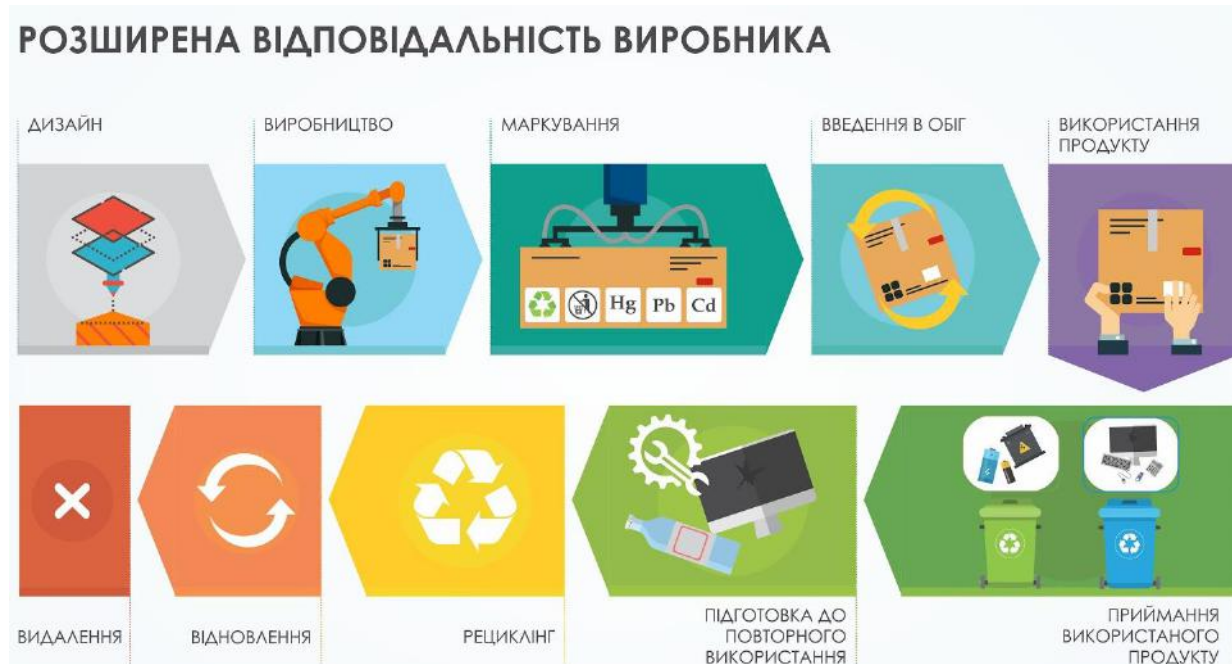 РОЗШИРЕНА ВІДПОВІДАЛЬНІСТЬ ВИРОБНИКА
ДИЗАЙН
ВИРОБНИЦТВО
МАРКУВАННЯ
ВВЕДЕННЯ В ОБІГ
ВИКОРИСТАННЯ
ПРОДУКТУ
Hg
Pb
Cd
ВИДАЛЕННЯ
ВІДНОВЛЕННЯ
РЕЦИКЛІНГ
ПІДГОТОВКА ДО
ПОВТОРНОГО
ВИКОРИСТАННЯ
ПРИЙМАННЯ
ВИКОРИСТАНОГО
ПРОДУКТУ